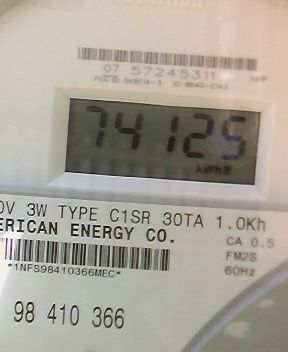 07 57245311
74125
kWh
0V 3W TYPE C1SR 30TA 1.0Kh
ERICAN ENERGY CO.
CA 0.5
FM2S
*1NFS98410366MEC*
60Hz
98 410 366